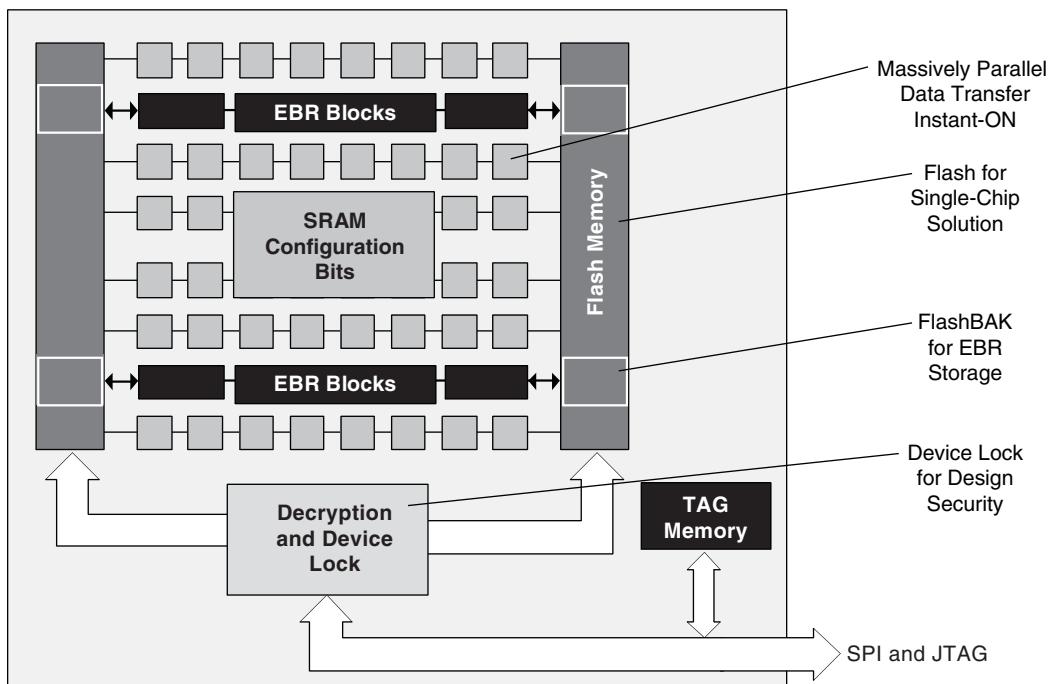 EBR Blocks
SRAM
Configuration
Bits
EBR Blocks
Flash Memory
Decryption
and Device
Lock
TAG
Memory
Massively Parallel
Data Transfer
Instant-ON
Flash for
Single-Chip
Solution
FlashBAK
for EBR
Storage
Device Lock
for Design
Security
SPI and JTAG